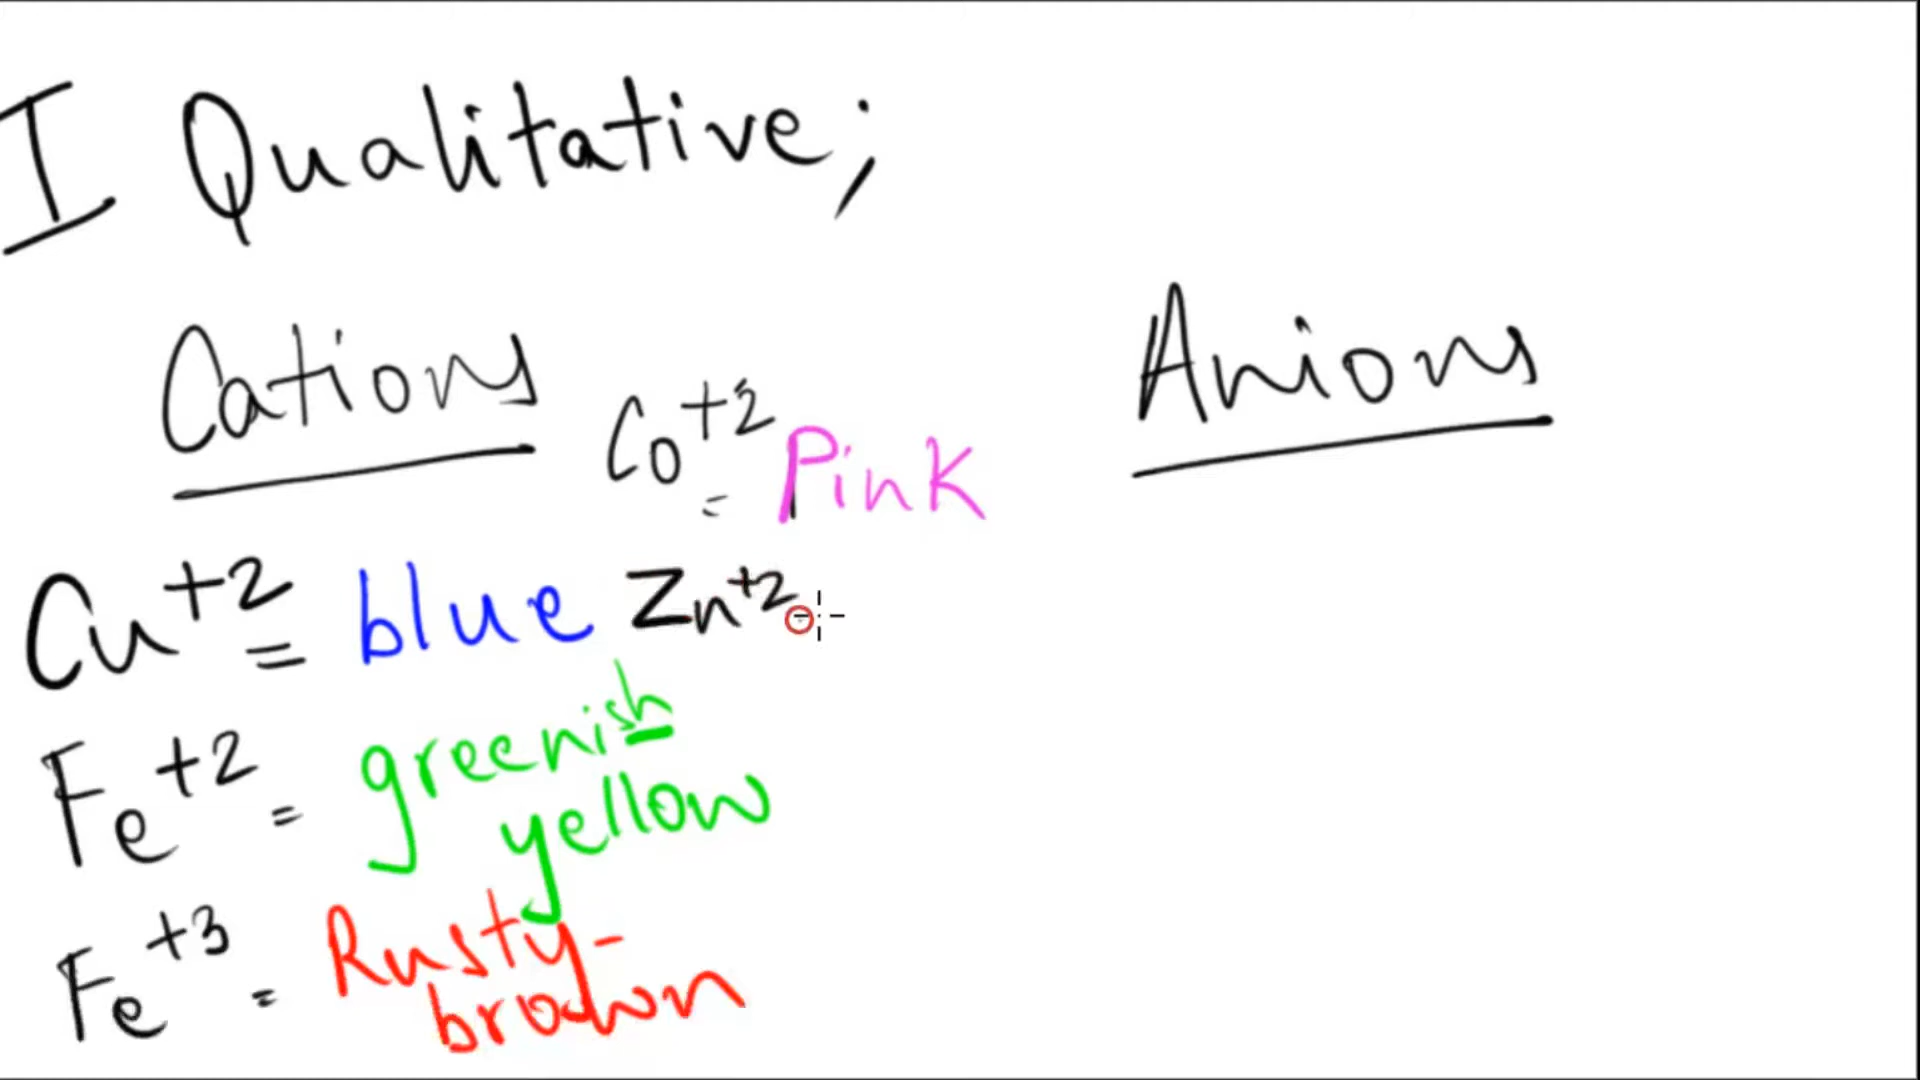 I Qualitative;
Cations
Co+2 = Pink
Cu+2 = blue
Zn+2
Fe+2 = greenish
yellow
Fe+3 = Rusty-
brown
Anions